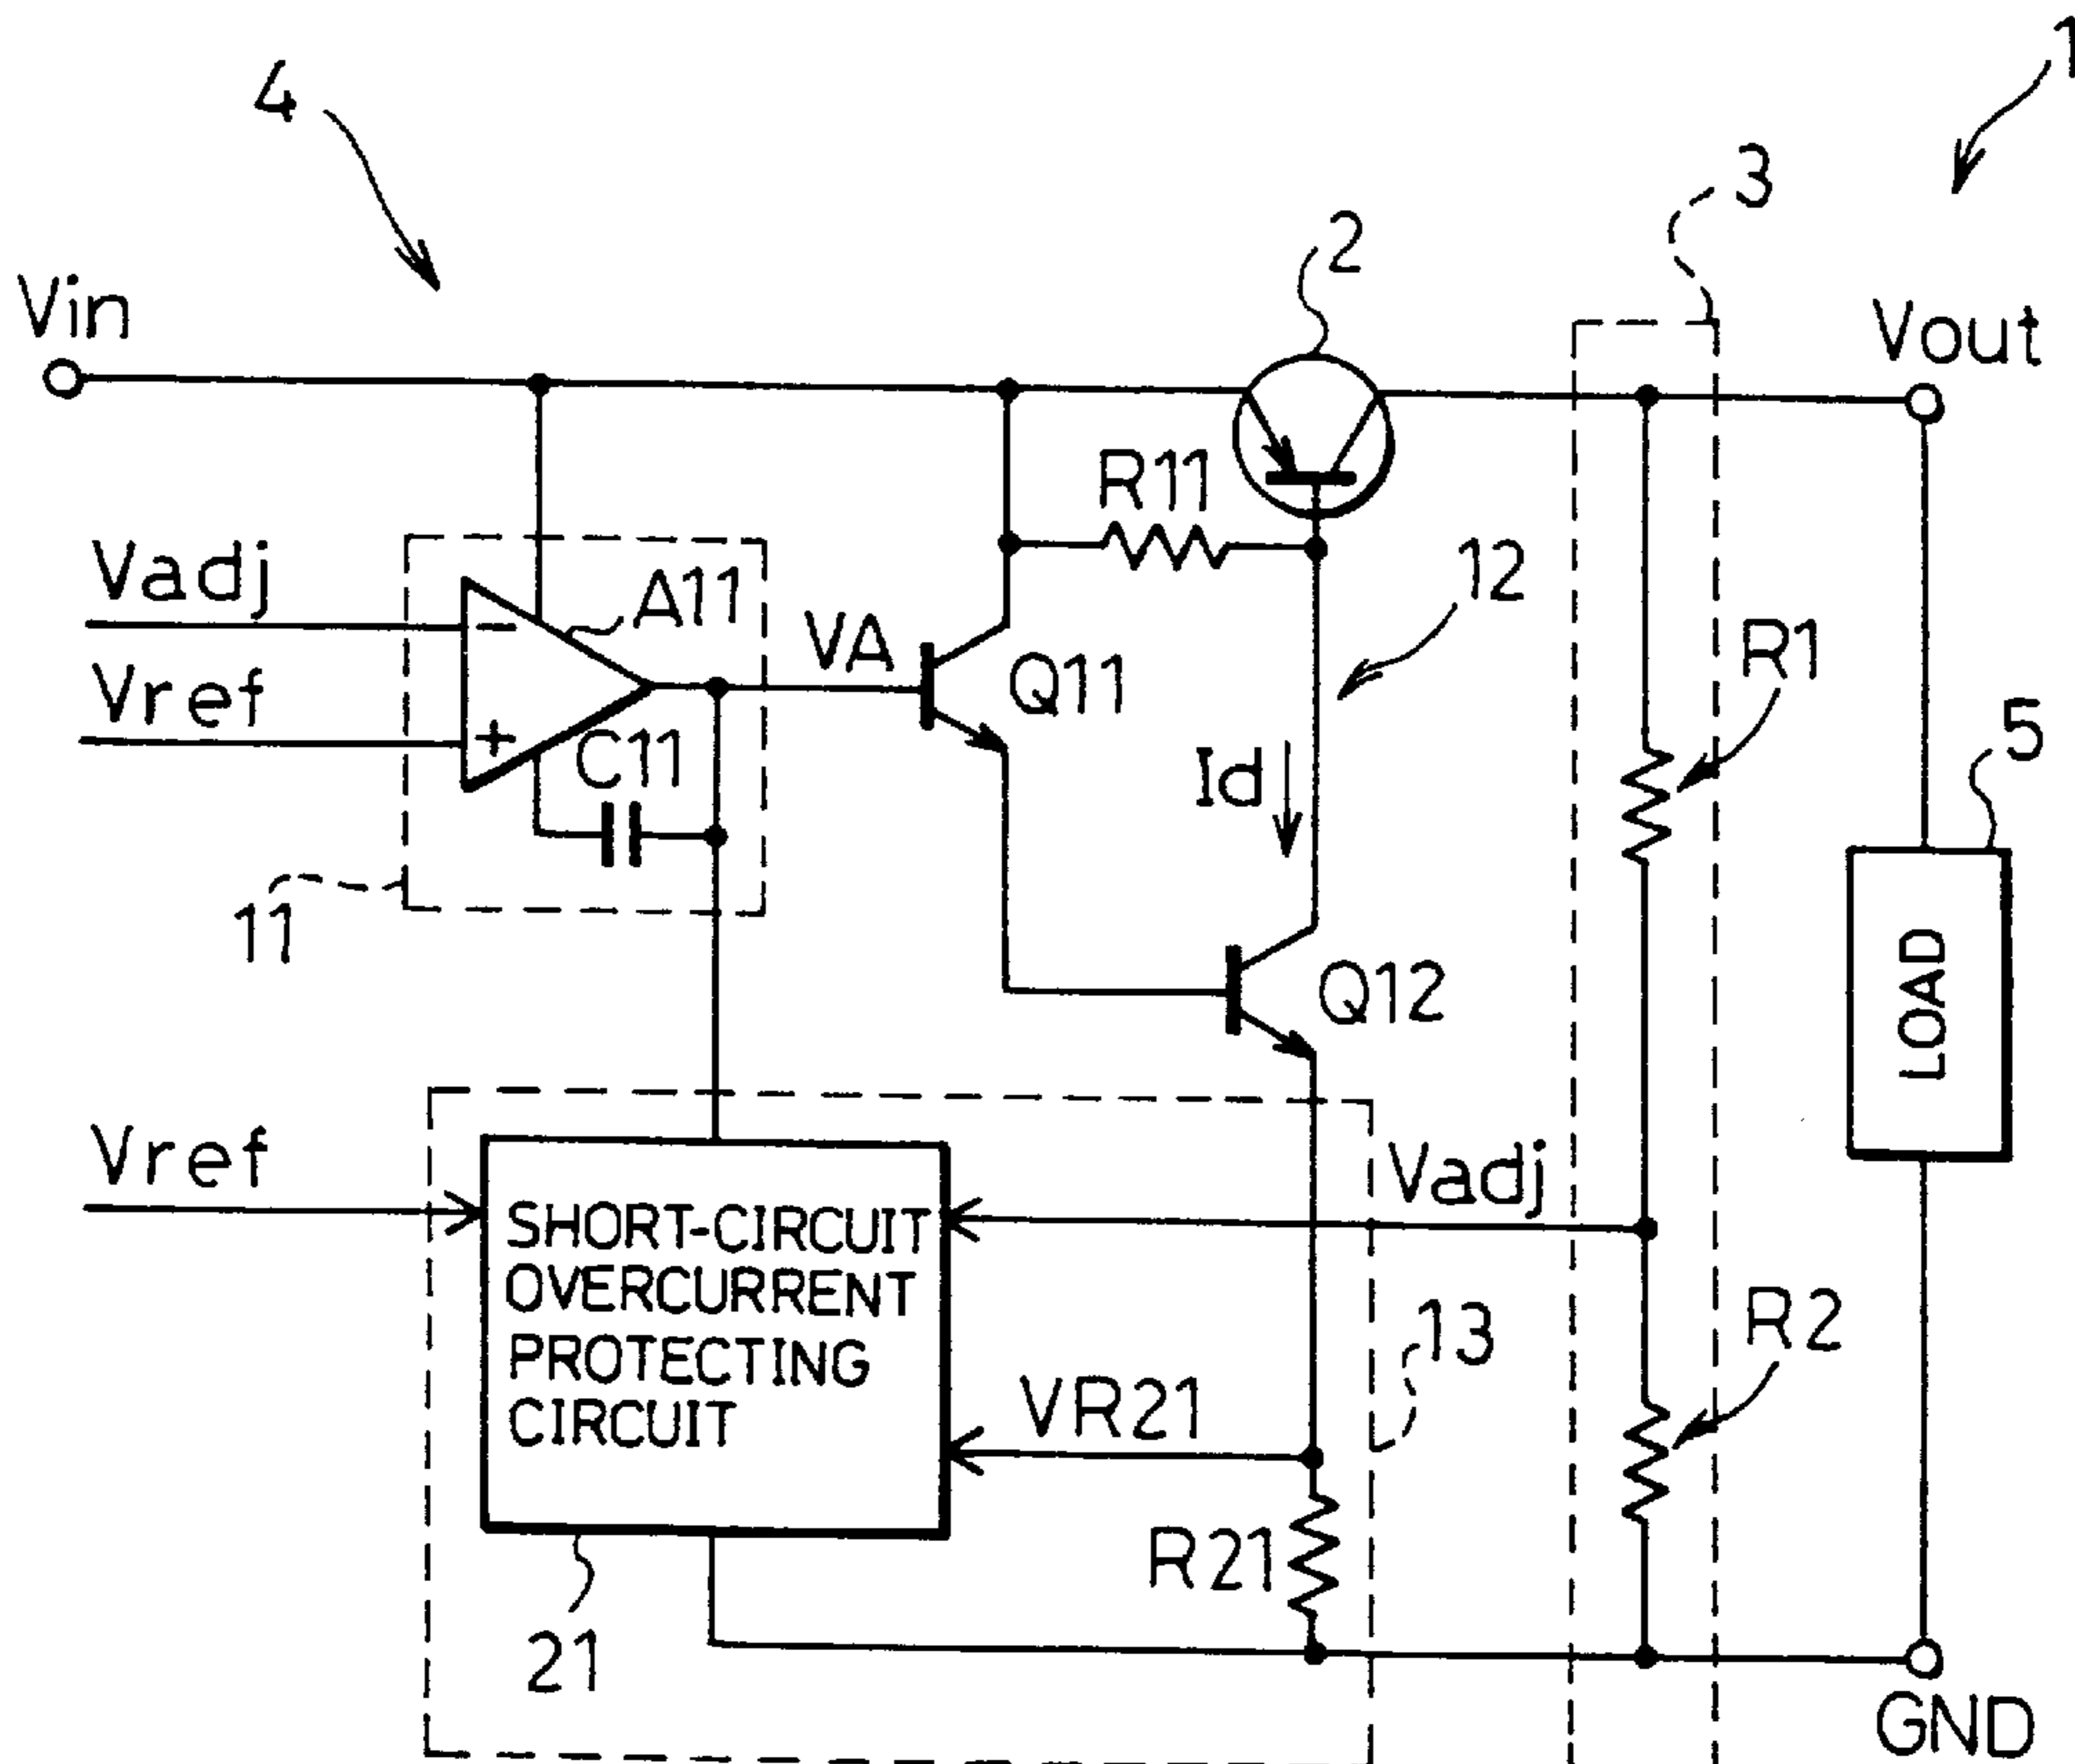 1
4
3
2
Vin
Vout
R11
12
Vadj
A11
VA
R1
Vref
Q11
5
C11
Id
11
Q12
LOAD
Vref
Vadj
SHORT-CIRCUIT
OVERCURRENT
PROTECTING
CIRCUIT
13
R2
VR21
R21
21
GND
-
+